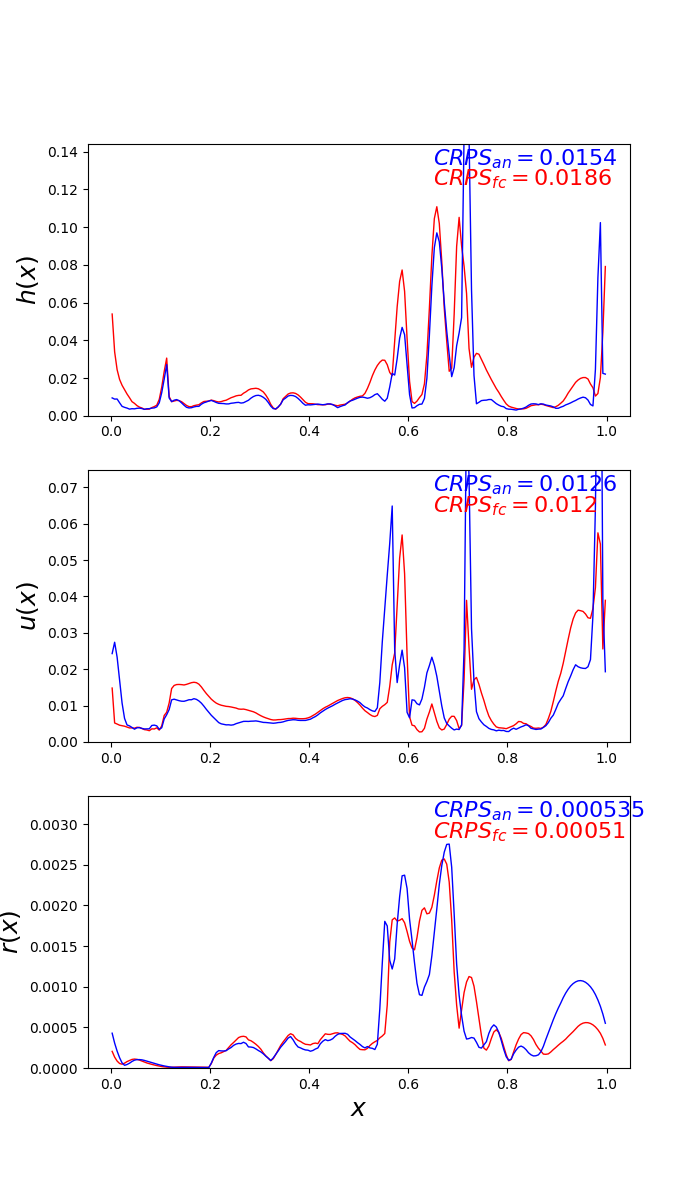 CRPS_an = 0.0154
CRPS_fc = 0.0186
0.14
0.12
0.10
0.08
0.06
0.04
0.02
0.00
h(x)
0.0 0.2 0.4 0.6 0.8 1.0
CRPS_an = 0.0126
CRPS_fc = 0.012
0.07
0.06
0.05
0.04
0.03
0.02
0.01
0.00
u(x)
0.0 0.2 0.4 0.6 0.8 1.0
CRPS_an = 0.000535
CRPS_fc = 0.00051
0.0030
0.0025
0.0020
0.0015
0.0010
0.0005
0.0000
r(x)
0.0 0.2 0.4 0.6 0.8 1.0
x